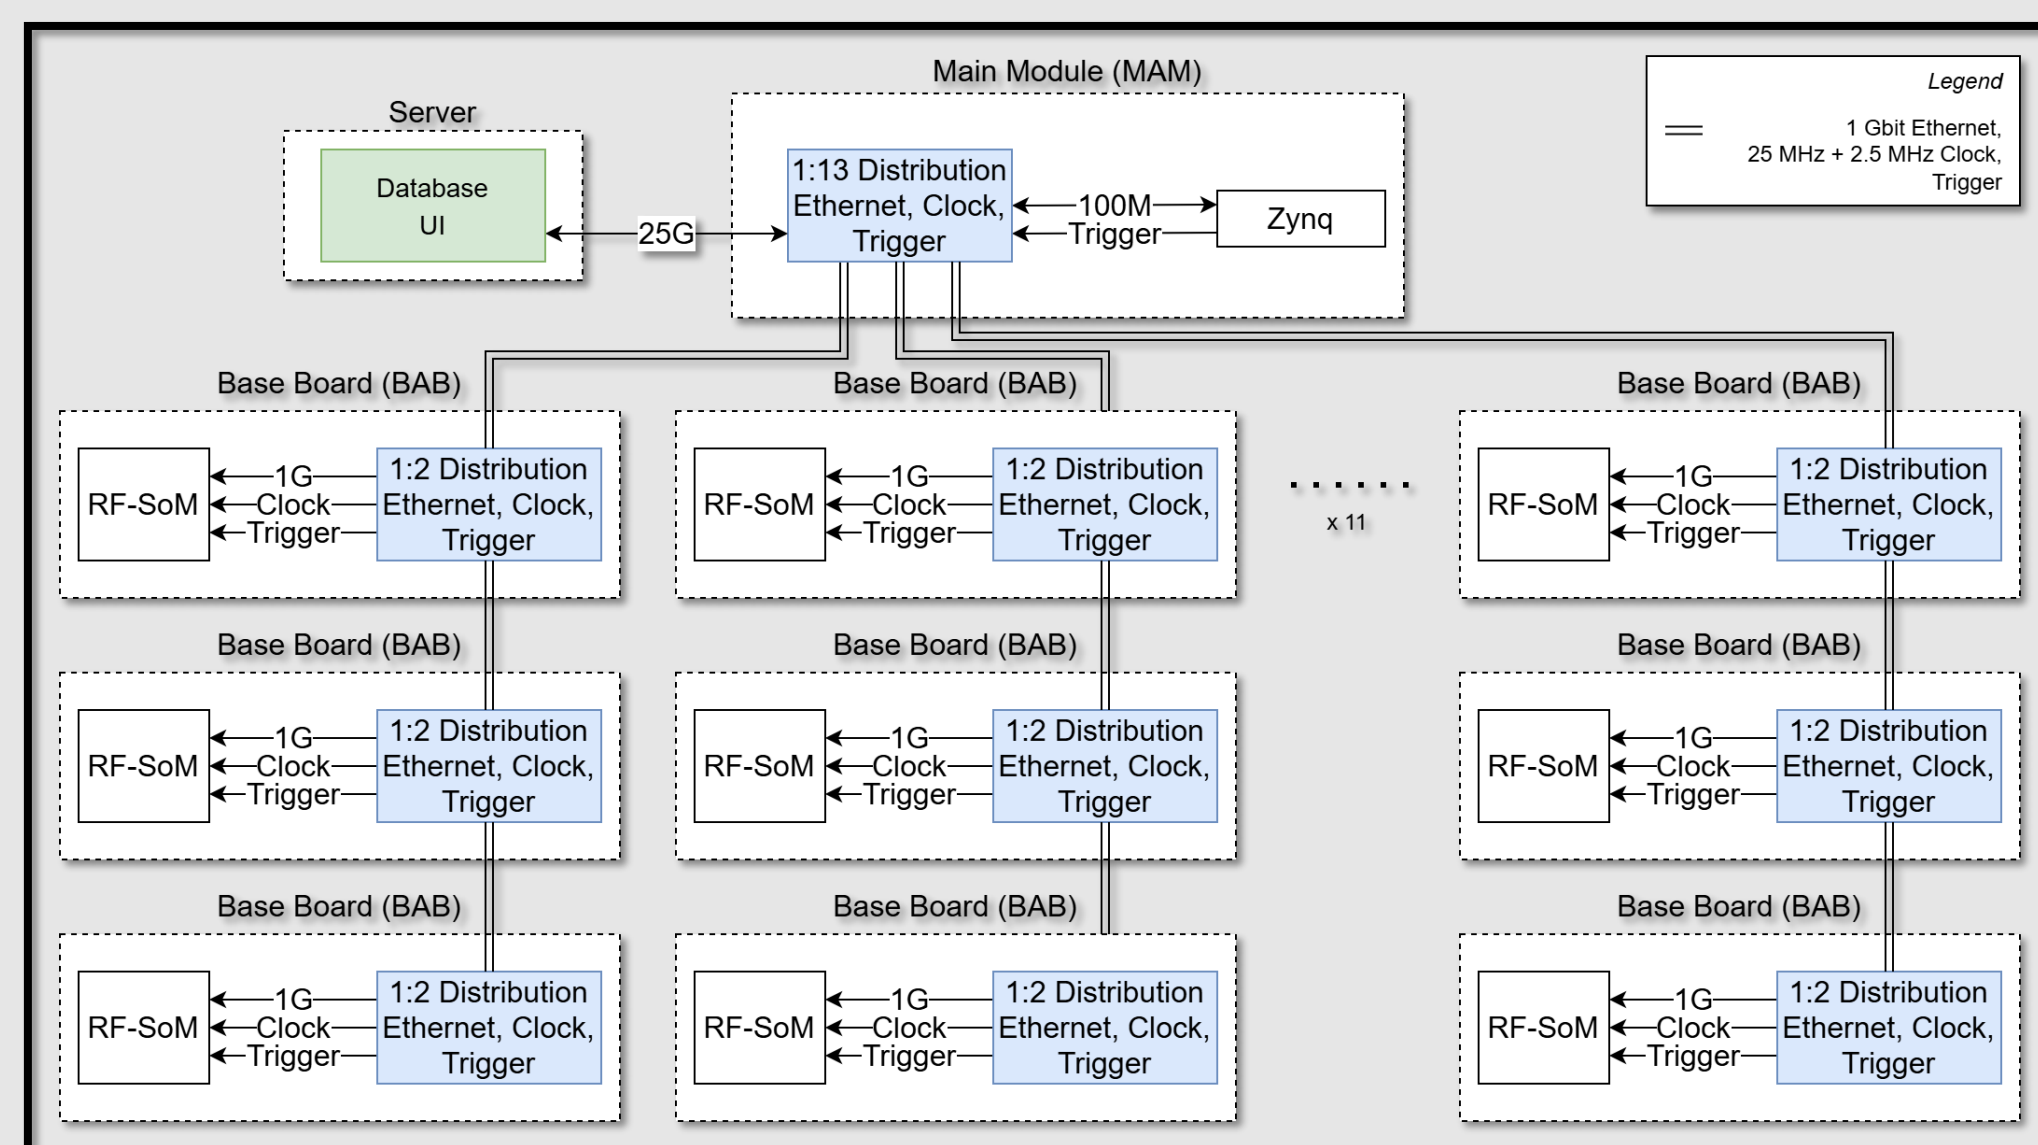 Main Module (MAM)
Server
Database
UI
25G
1:13 Distribution
Ethernet, Clock,
Trigger
100M
Trigger
Zynq
Legend
1 Gbit Ethernet,
25 MHz + 2.5 MHz Clock,
Trigger
Base Board (BAB)
RF-SoM
1G
Clock
Trigger
1:2 Distribution
Ethernet, Clock,
Trigger
Base Board (BAB)
RF-SoM
1G
Clock
Trigger
1:2 Distribution
Ethernet, Clock,
Trigger
......
x 11
Base Board (BAB)
RF-SoM
1G
Clock
Trigger
1:2 Distribution
Ethernet, Clock,
Trigger
Base Board (BAB)
RF-SoM
1G
Clock
Trigger
1:2 Distribution
Ethernet, Clock,
Trigger
Base Board (BAB)
RF-SoM
1G
Clock
Trigger
1:2 Distribution
Ethernet, Clock,
Trigger
Base Board (BAB)
RF-SoM
1G
Clock
Trigger
1:2 Distribution
Ethernet, Clock,
Trigger
Base Board (BAB)
RF-SoM
1G
Clock
Trigger
1:2 Distribution
Ethernet, Clock,
Trigger
Base Board (BAB)
RF-SoM
1G
Clock
Trigger
1:2 Distribution
Ethernet, Clock,
Trigger
Base Board (BAB)
RF-SoM
1G
Clock
Trigger
1:2 Distribution
Ethernet, Clock,
Trigger